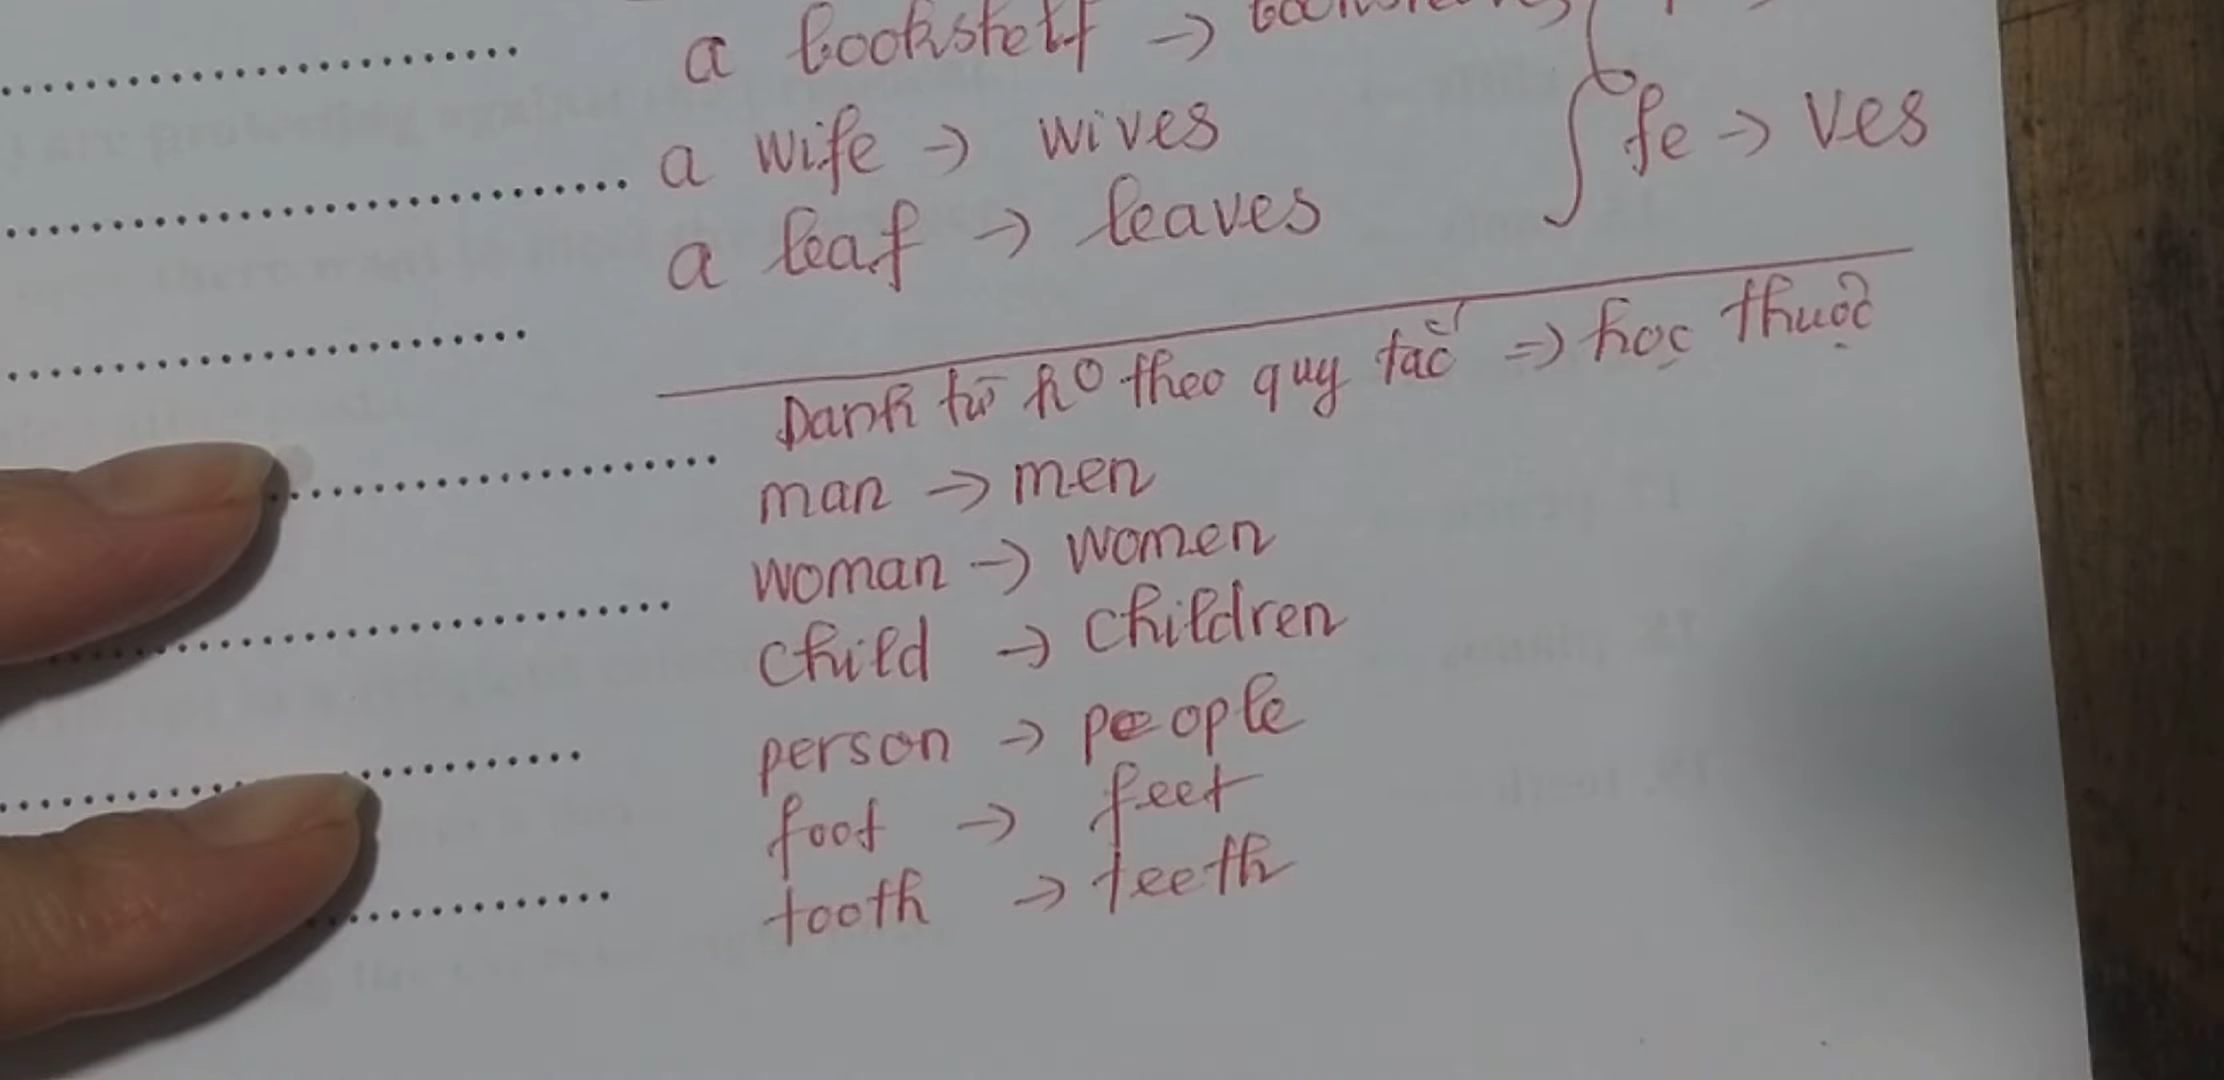 a bookshelf →
a wife → wives
fe → ves
a leaf → leaves
Danh từ ko theo quy tắc => học thuộc
man → men
woman → women
child → children
person → people
foot → feet
tooth → teeth